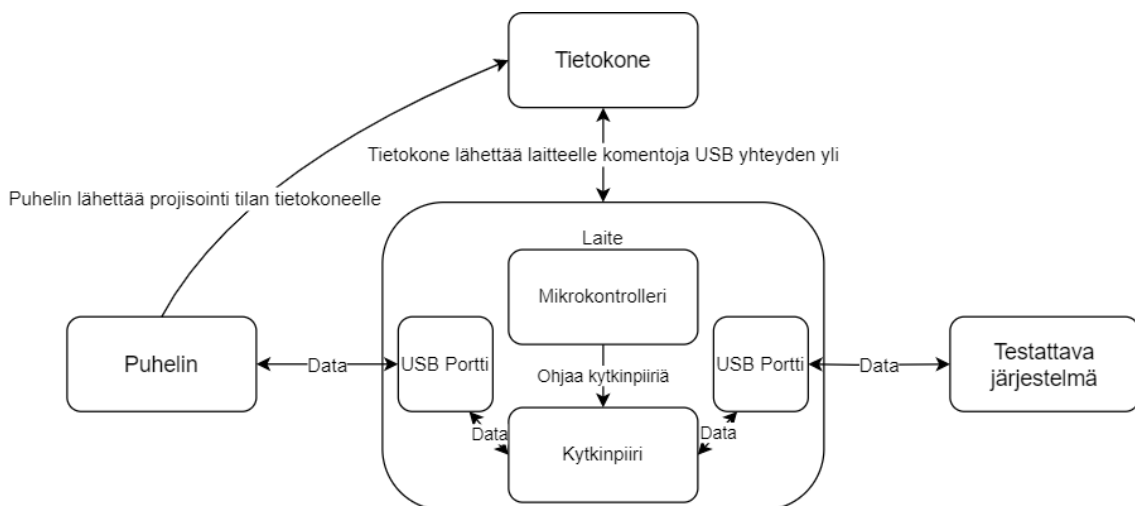 Tietokone
Tietokone lähettää laitteelle komentoja USB yhteyden yli
Puhelin lähettää projisointi tilan tietokoneelle
Laite
Mikrokontrolleri
Puhelin
Data
USB Portti
Ohjaa kytkinpiiriä
USB Portti
Data
Testattava
järjestelmä
Data
Kytkinpiiri
Data